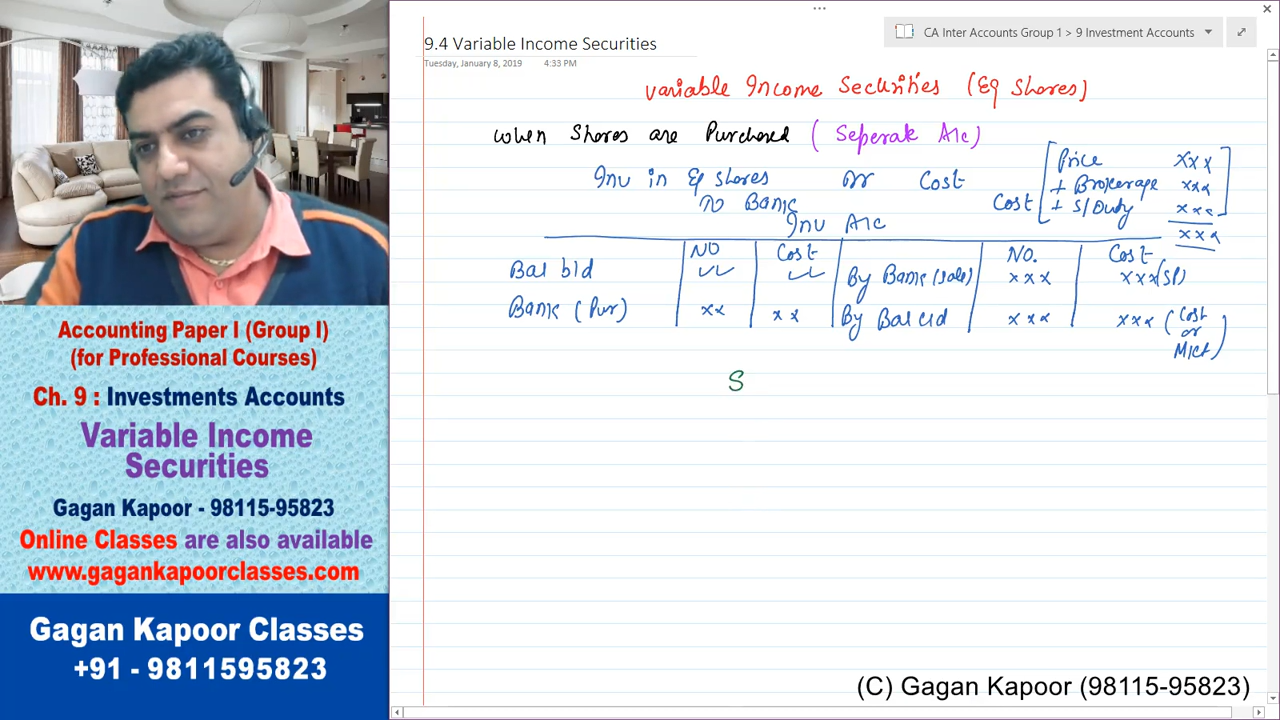 ...
CA Inter Accounts Group 1 > 9 Investment Accounts
9.4 Variable Income Securities
Tuesday, January 8, 2019 4:33 PM
Variable Income Securities (Eq Shares)
When Shares are Purchased (Seperate A/c)
Inv in Eq shares Dr Cost
To Bank
Cost
Price xxx
+ Brokerage xxx
+ S/Duty xxx
xxx
Inv A/c
No Cost No. Cost
Bal b/d By Bank (sale) xxx xxx (SP)
Bank (Pur) xx xx By Bal c/d xxx xxx (Cost or Mkt)
S
Accounting Paper I (Group I)
(for Professional Courses)
Ch. 9 : Investments Accounts
Variable Income
Securities
Gagan Kapoor - 98115-95823
Online Classes are also available
www.gagankapoorclasses.com
Gagan Kapoor Classes
+91 - 9811595823
(C) Gagan Kapoor (98115-95823)